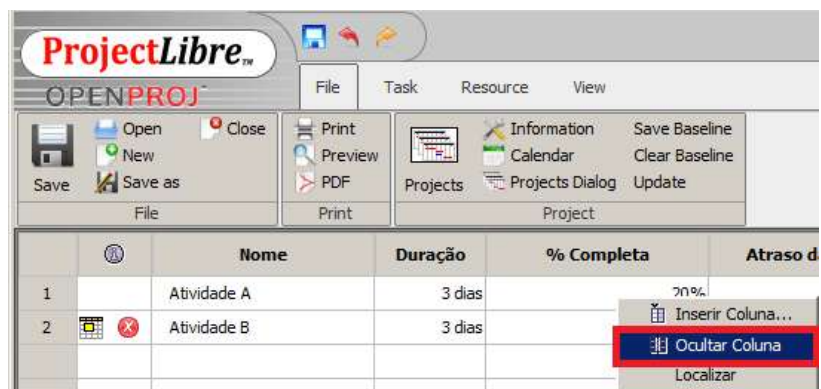 ProjectLibre™
OPENPROJ
File Task Resource View
Save Open New Save as Close
File
Print Preview PDF
Print
Projects Information Calendar Projects Dialog Save Baseline Clear Baseline Update
Project
Nome Duração % Completa Atraso d
1 Atividade A 3 dias 20%
2 Atividade B 3 dias
Inserir Coluna...
Ocultar Coluna
Localizar